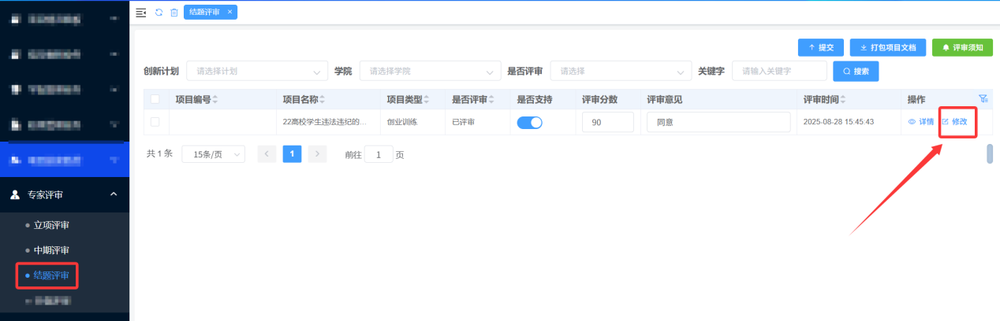 结题评审 ×
提交 打包项目文档 评审须知
创新计划 请选择计划 学院 请选择学院 是否评审 请选择 关键字 请输入关键字 搜索
项目编号 项目名称 项目类型 是否评审 是否支持 评审分数 评审意见 评审时间 操作
22高校学生违法违纪的... 创业训练 已评审 90 同意 2025-08-28 15:45:43 详情 修改
共 1 条 15条/页 1 前往 1 页
专家评审
立项评审
中期评审
结题评审